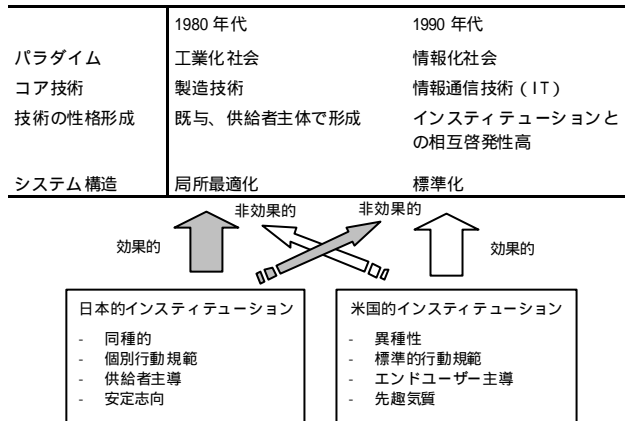 1980 年代 1990 年代
パラダイム 工業化社会 情報化社会
コア技術 製造技術 情報通信技術（IT）
技術の性格形成 既与、供給者主体で形成 インスティテューションと
の相互啓発性高
システム構造 局所最適化 標準化
非効果的 非効果的
効果的 効果的
日本的インスティテューション
- 同種的
- 個別行動規範
- 供給者主導
- 安定志向
米国的インスティテューション
- 異種性
- 標準的行動規範
- エンドユーザー主導
- 先趣気質